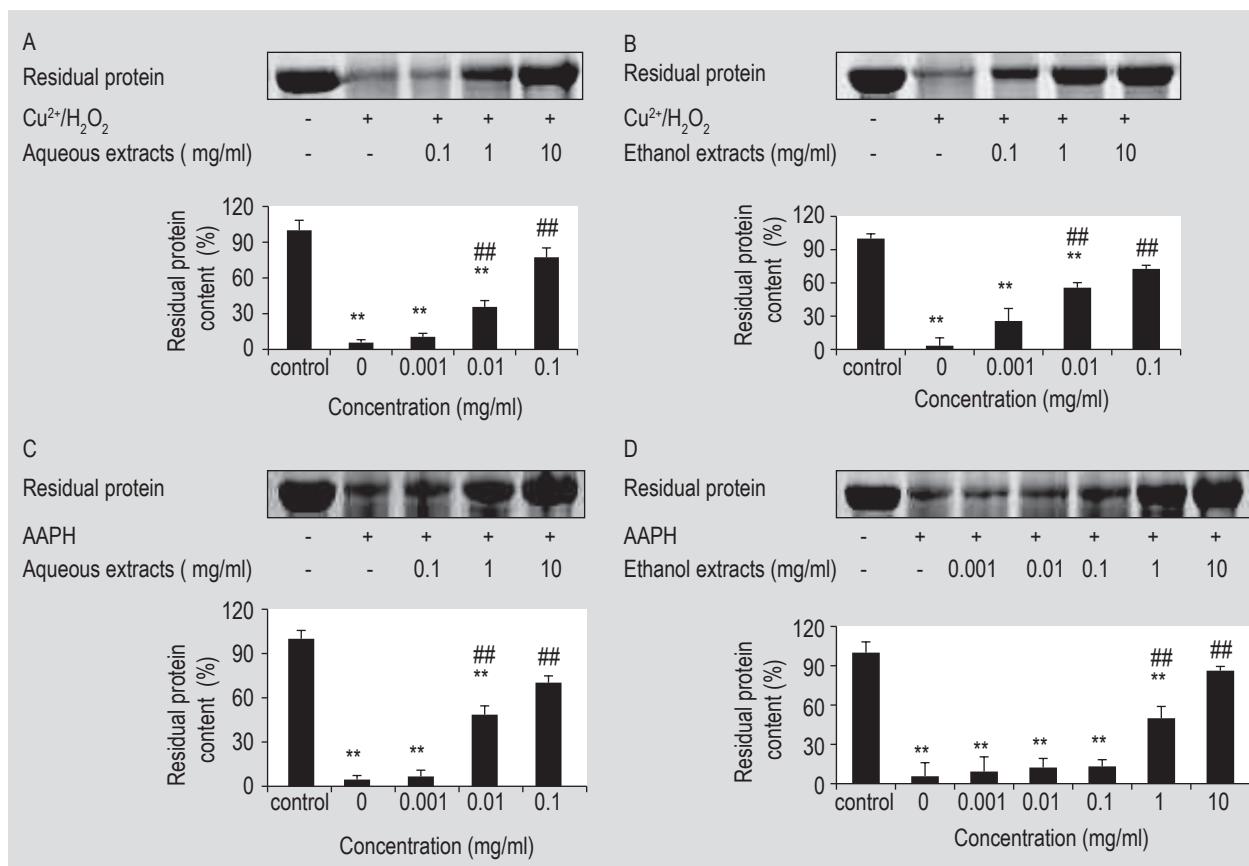 A
Residual protein
Cu²⁺/H₂O₂ - + + + +
Aqueous extracts ( mg/ml) - - 0.1 1 10
Residual protein
content (%)
120
90
60
30
0
** ** ## ** ##
control 0 0.001 0.01 0.1
Concentration (mg/ml)
B
Residual protein
Cu²⁺/H₂O₂ - + + + +
Ethanol extracts (mg/ml) - - 0.1 1 10
Residual protein
content (%)
120
90
60
30
0
** ** ## ** ##
control 0 0.001 0.01 0.1
Concentration (mg/ml)
C
Residual protein
AAPH - + + + +
Aqueous extracts ( mg/ml) - - 0.1 1 10
Residual protein
content (%)
120
90
60
30
0
** ** ## ** ##
control 0 0.001 0.01 0.1
Concentration (mg/ml)
D
Residual protein
AAPH - + + + + + +
Ethanol extracts (mg/ml) - - 0.001 0.01 0.1 1 10
Residual protein
content (%)
120
90
60
30
0
** ** ** ** ## ** ##
control 0 0.001 0.01 0.1 1 10
Concentration (mg/ml)